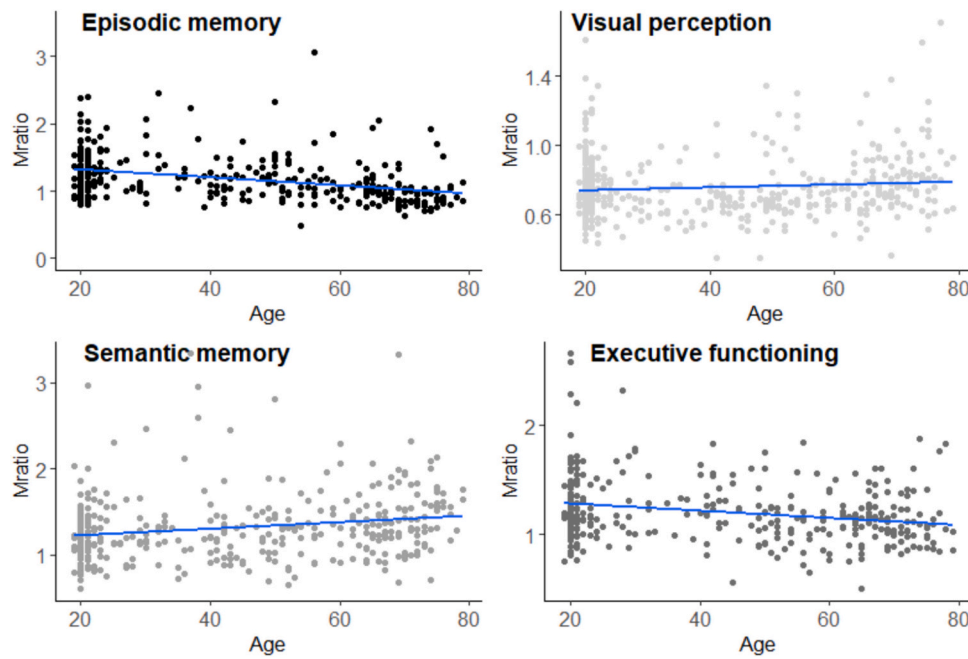 Episodic memory
Mratio
3
2
1
0
20 40 60 80
Age
Visual perception
Mratio
1.4
1.0
0.6
20 40 60 80
Age
Semantic memory
Mratio
3
2
1
20 40 60 80
Age
Executive functioning
Mratio
2
1
20 40 60 80
Age